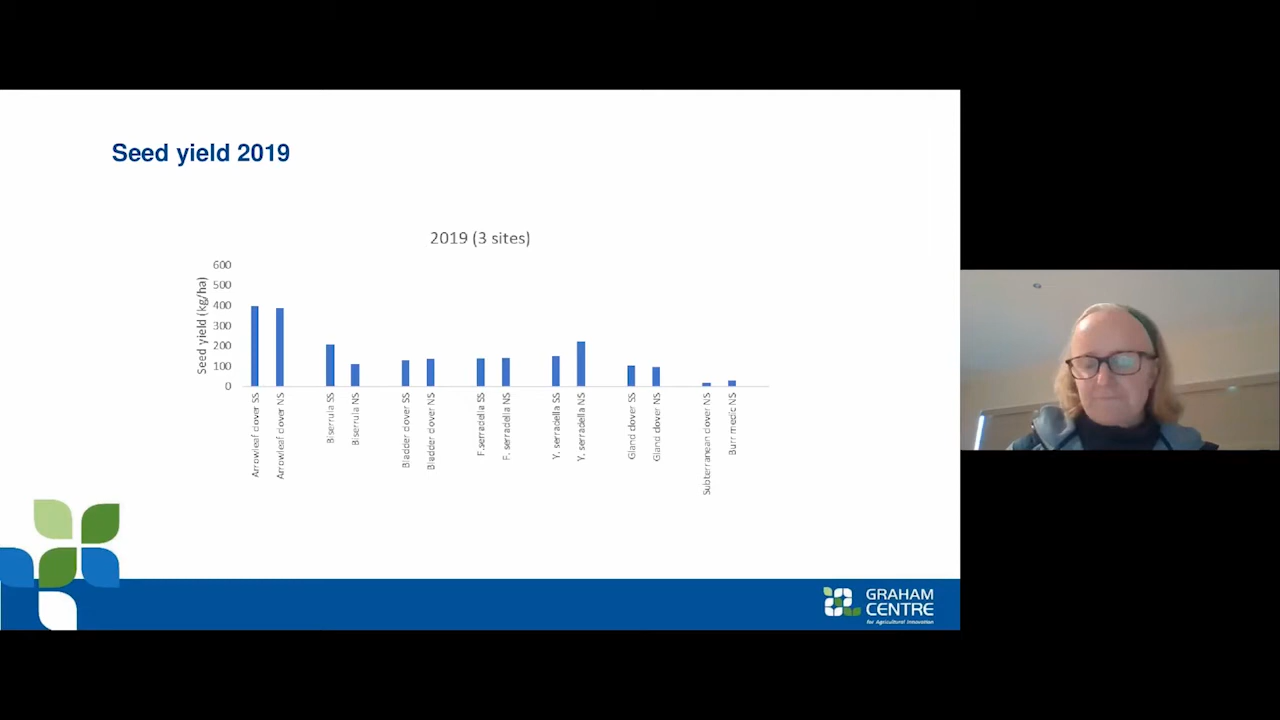 Seed yield 2019
2019 (3 sites)
Seed yield (kg/ha)
600
500
400
300
200
100
0
Arrowleaf clover SS
Arrowleaf clover NS
Biserrula SS
Biserrula NS
Bladder clover SS
Bladder clover NS
F.serradella SS
F. serradella NS
Y. serradella SS
Y. serradella NS
Gland clover SS
Gland clover NS
Subterranean clover NS
Burr medic NS
GRAHAM
CENTRE
for Agricultural Innovation